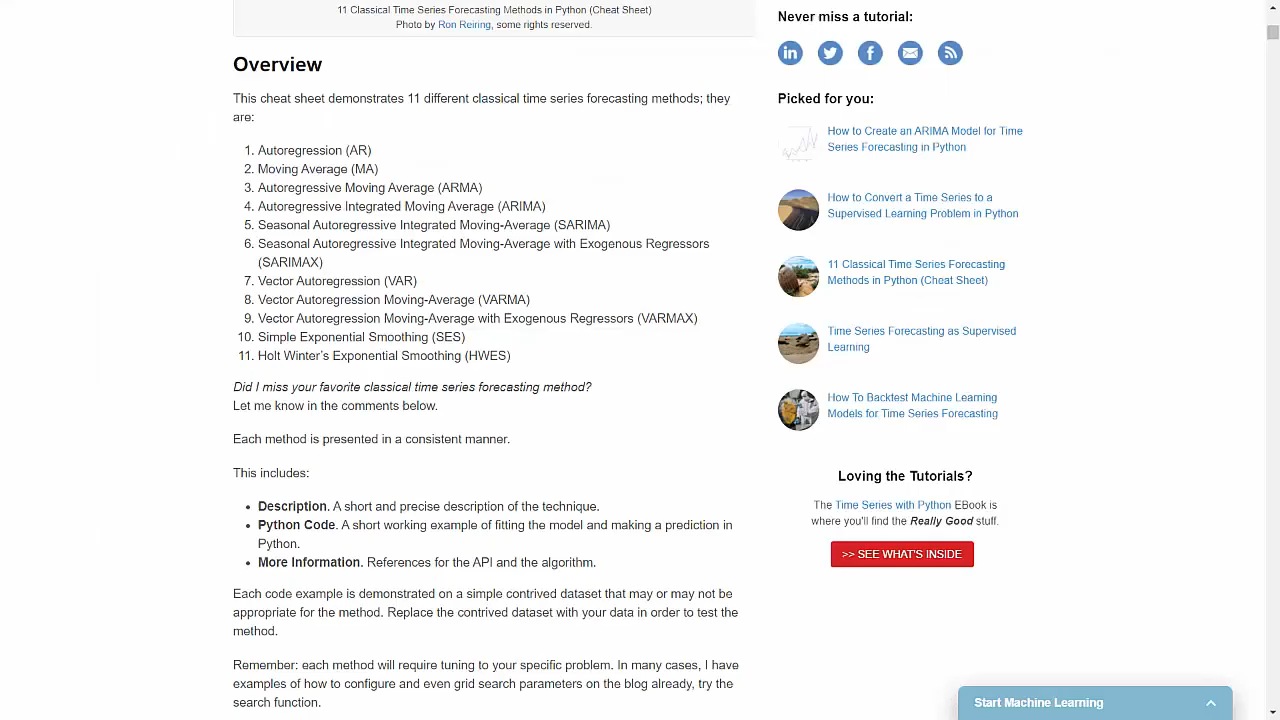 11 Classical Time Series Forecasting Methods in Python (Cheat Sheet)
Photo by Ron Reiring, some rights reserved.
Overview
This cheat sheet demonstrates 11 different classical time series forecasting methods; they
are:
1. Autoregression (AR)
2. Moving Average (MA)
3. Autoregressive Moving Average (ARMA)
4. Autoregressive Integrated Moving Average (ARIMA)
5. Seasonal Autoregressive Integrated Moving-Average (SARIMA)
6. Seasonal Autoregressive Integrated Moving-Average with Exogenous Regressors
(SARIMAX)
7. Vector Autoregression (VAR)
8. Vector Autoregression Moving-Average (VARMA)
9. Vector Autoregression Moving-Average with Exogenous Regressors (VARMAX)
10. Simple Exponential Smoothing (SES)
11. Holt Winter's Exponential Smoothing (HWES)
Did I miss your favorite classical time series forecasting method?
Let me know in the comments below.
Each method is presented in a consistent manner.
This includes:
• Description. A short and precise description of the technique.
• Python Code. A short working example of fitting the model and making a prediction in
Python.
• More Information. References for the API and the algorithm.
Each code example is demonstrated on a simple contrived dataset that may or may not be
appropriate for the method. Replace the contrived dataset with your data in order to test the
method.
Remember: each method will require tuning to your specific problem. In many cases, I have
examples of how to configure and even grid search parameters on the blog already, try the
search function.
Never miss a tutorial:
Picked for you:
How to Create an ARIMA Model for Time
Series Forecasting in Python
How to Convert a Time Series to a
Supervised Learning Problem in Python
11 Classical Time Series Forecasting
Methods in Python (Cheat Sheet)
Time Series Forecasting as Supervised
Learning
How To Backtest Machine Learning
Models for Time Series Forecasting
Loving the Tutorials?
The Time Series with Python EBook is
where you'll find the Really Good stuff.
>> SEE WHAT'S INSIDE
Start Machine Learning